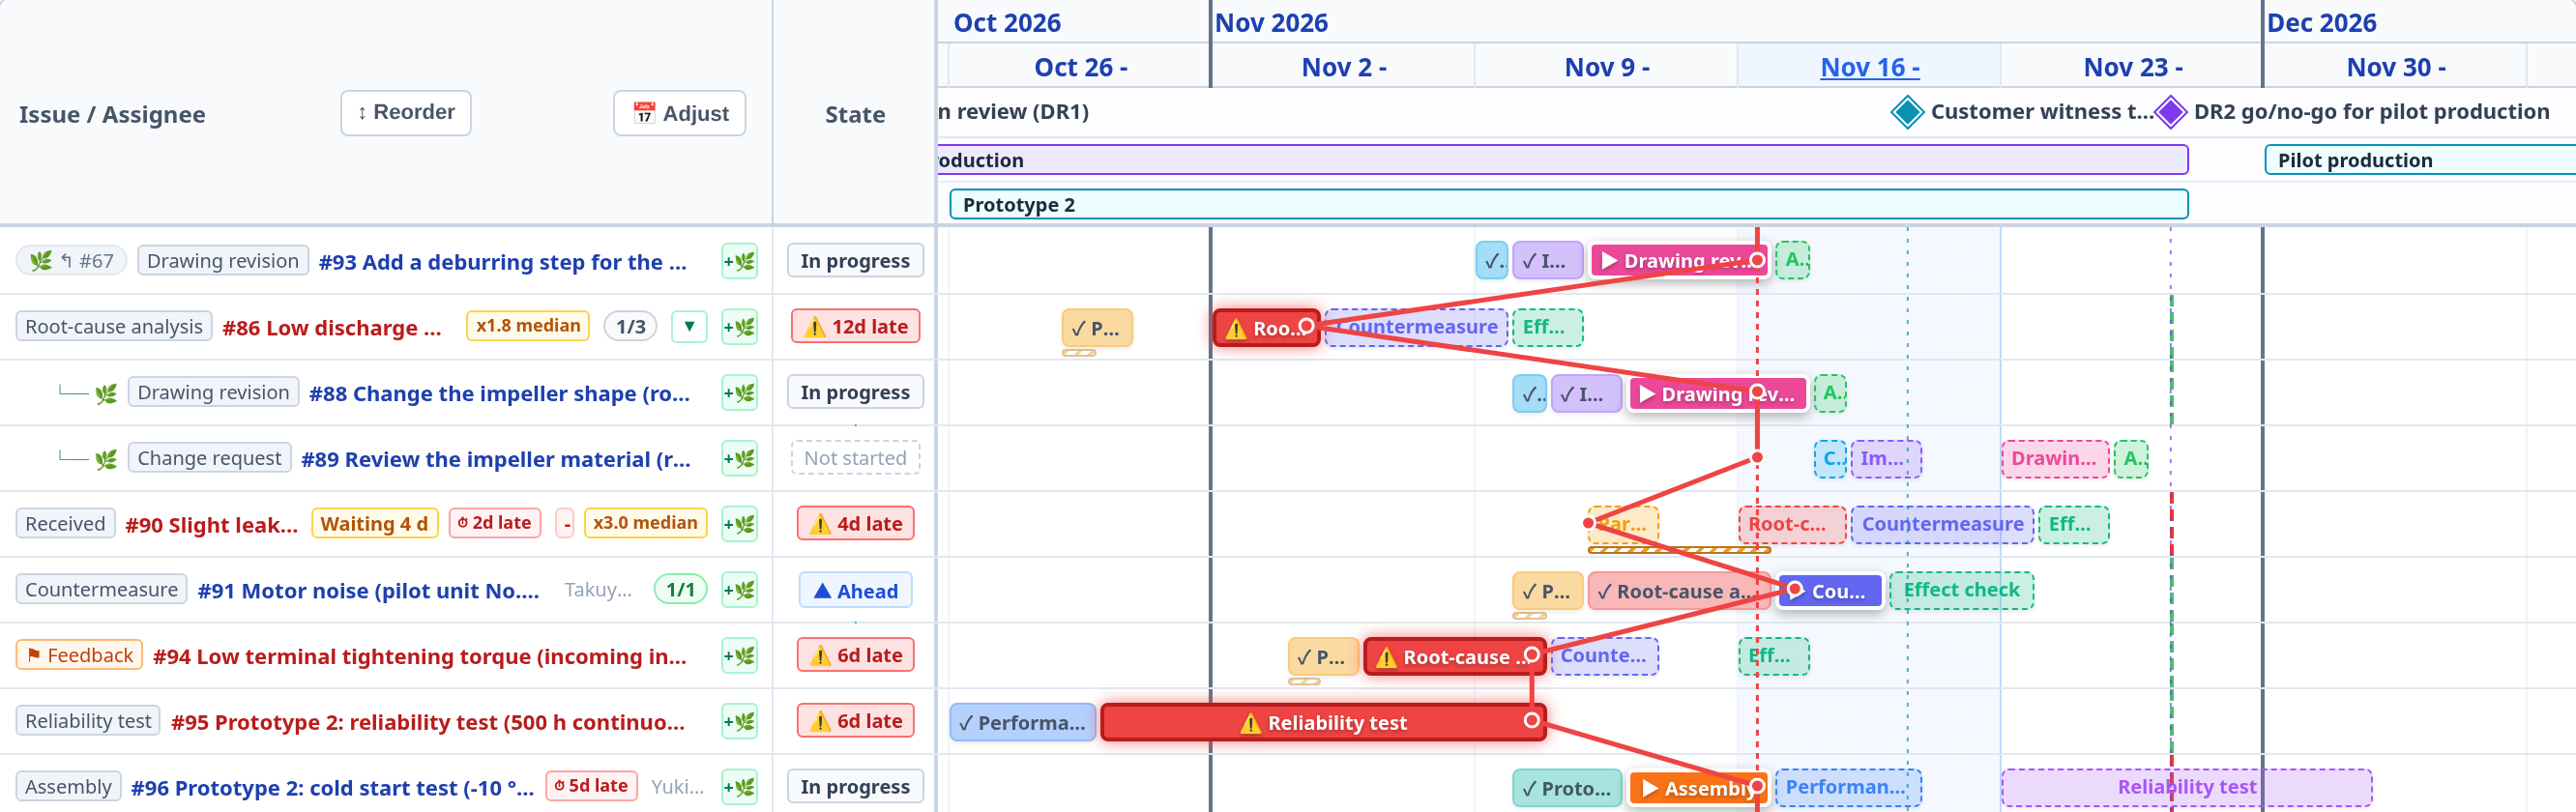 Oct 2026 Nov 2026 Dec 2026
Oct 26 - Nov 2 - Nov 9 - Nov 16 - Nov 23 - Nov 30 -
Issue / Assignee ↕ Reorder 📅 Adjust State
n review (DR1) Customer witness t... DR2 go/no-go for pilot production
oduction Pilot production
Prototype 2
↰ #67 Drawing revision #93 Add a deburring step for the ... + In progress ✓. ✓ I... ▶ Drawing rev... A.
Root-cause analysis #86 Low discharge ... x1.8 median 1/3 ▼ + ⚠ 12d late ✓ P... ⚠ Roo... Countermeasure Eff...
Drawing revision #88 Change the impeller shape (ro... + In progress ✓. ✓ I... ▶ Drawing rev... A.
Change request #89 Review the impeller material (r... + Not started C. Im... Drawin... A.
Received #90 Slight leak... Waiting 4 d ⏱ 2d late - x3.0 median + ⚠ 4d late Par... Root-c... Countermeasure Eff...
Countermeasure #91 Motor noise (pilot unit No.... Takuy... 1/1 + ▲ Ahead ✓ P... ✓ Root-cause a... ▶ Cou... Effect check
⚑ Feedback #94 Low terminal tightening torque (incoming in... + ⚠ 6d late ✓ P... ⚠ Root-cause ... Counte... Eff...
Reliability test #95 Prototype 2: reliability test (500 h continuo... + ⚠ 6d late ✓ Performa... ⚠ Reliability test
Assembly #96 Prototype 2: cold start test (-10 °... ⏱ 5d late Yuki... + In progress ✓ Proto... ▶ Assembly Performan... Reliability test